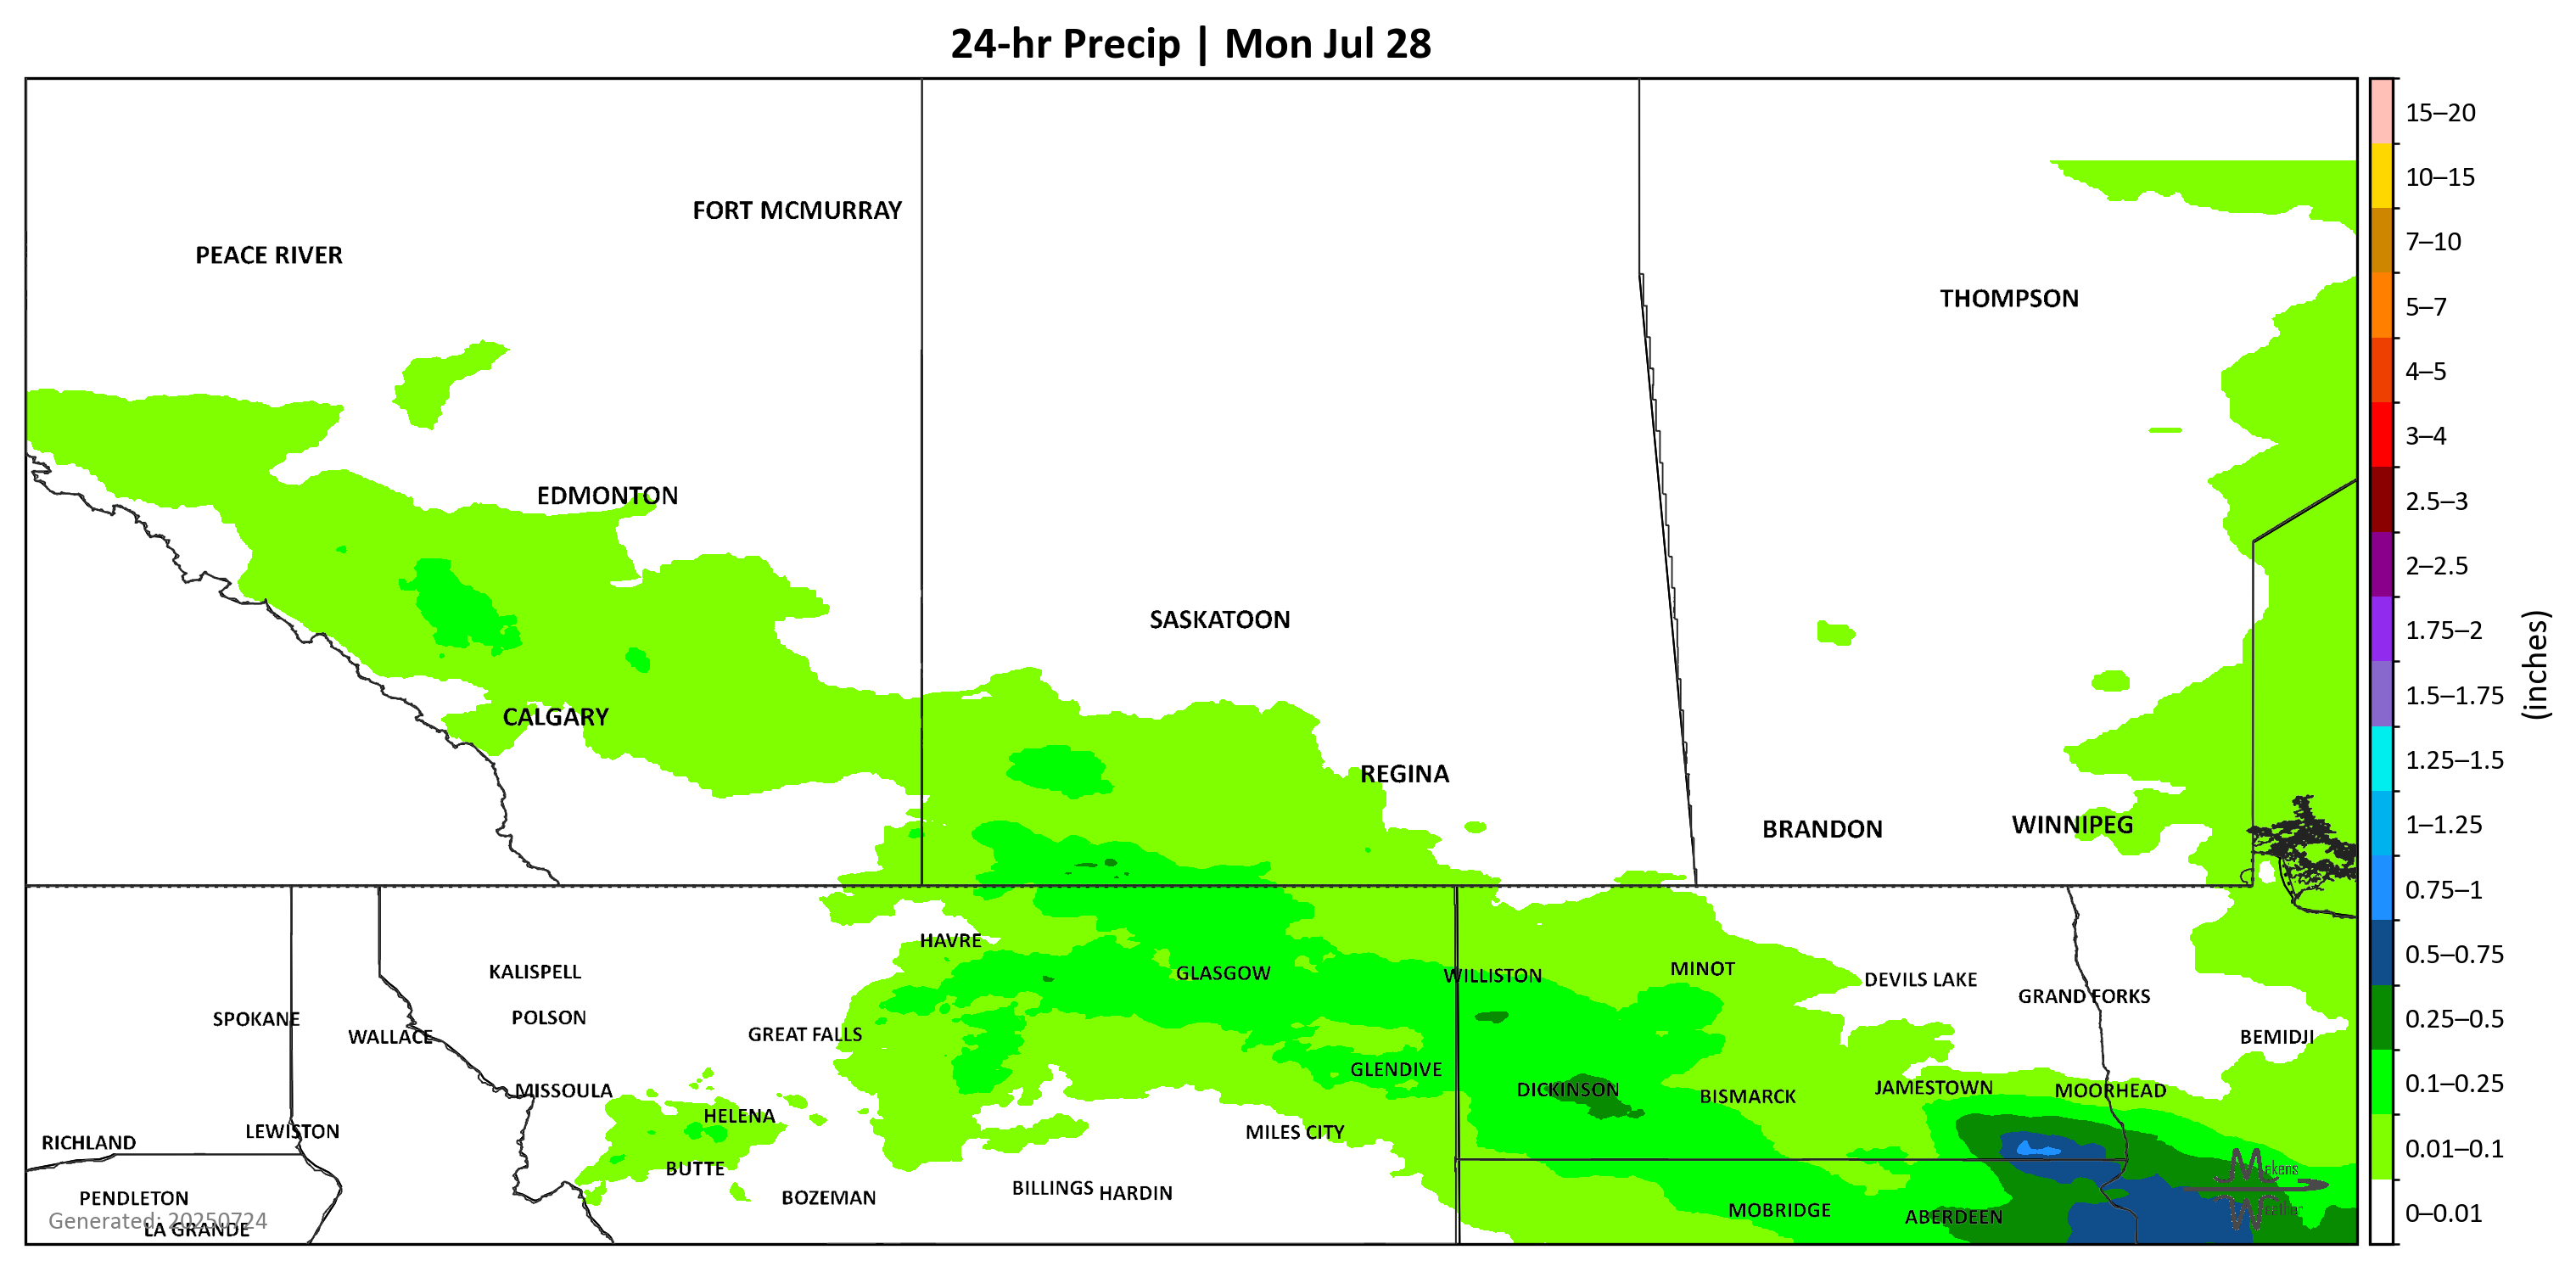 24-hr Precip | Mon Jul 28
15–20
10–15
FORT MCMURRAY
7–10
PEACE RIVER
THOMPSON
5–7
4–5
3–4
EDMONTON
2.5–3
2–2.5
SASKATOON
1.75–2
(inches)
1.5–1.75
CALGARY
1.25–1.5
REGINA
1–1.25
BRANDON
WINNIPEG
0.75–1
HAVRE
0.5–0.75
KALISPELL
GLASGOW
WILLISTON
MINOT
DEVILS LAKE
GRAND FORKS
SPOKANE
POLSON
0.25–0.5
WALLACE
GREAT FALLS
BEMIDJI
GLENDIVE
0.1–0.25
MISSOULA
DICKINSON
BISMARCK
JAMESTOWN
MOORHEAD
HELENA
RICHLAND
LEWISTON
MILES CITY
0.01–0.1
BUTTE
Mekens
PENDLETON
BOZEMAN
BILLINGS
HARDIN
Weather
MOBRIDGE
ABERDEEN
0–0.01
Generated: 20250724
LA GRANDE